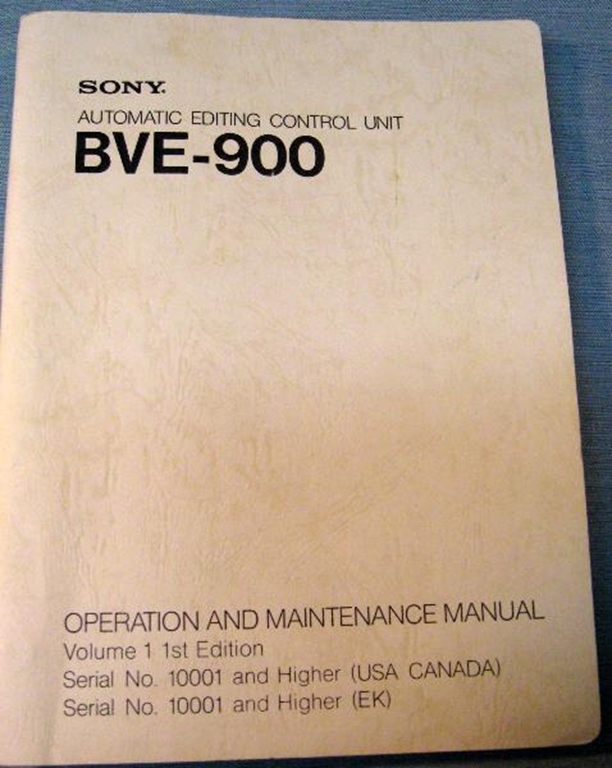 SONY.
AUTOMATIC EDITING CONTROL UNIT
BVE-900
OPERATION AND MAINTENANCE MANUAL
Volume 1 1st Edition
Serial No. 10001 and Higher (USA CANADA)
Serial No. 10001 and Higher (EK)